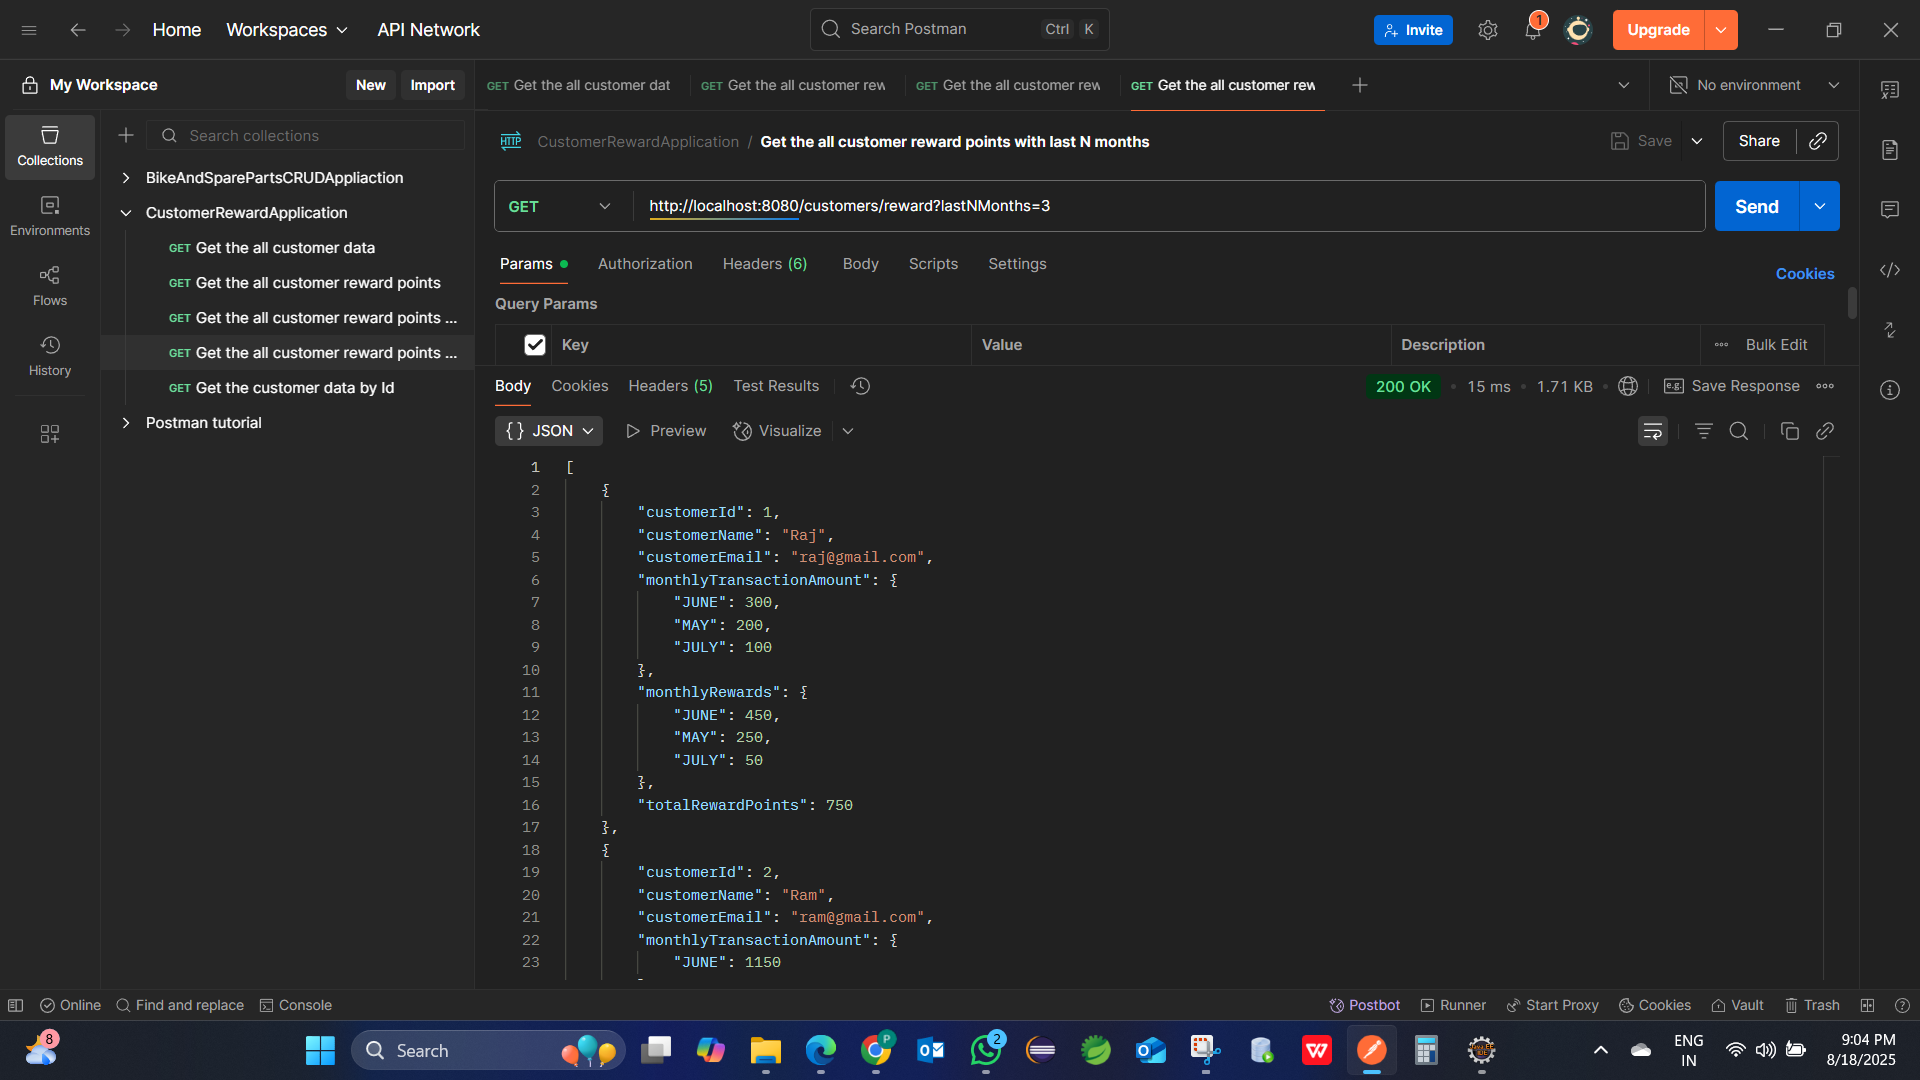 Home
Workspaces
API Network
Search Postman
Ctrl K
Invite
1
Upgrade
My Workspace
New
Import
GET Get the all customer dat
GET Get the all customer rew
GET Get the all customer rew
GET Get the all customer rew
No environment
Collections
Environments
Flows
History
Search collections
BikeAndSparePartsCRUDAppliaction
CustomerRewardApplication
GET Get the all customer data
GET Get the all customer reward points
GET Get the all customer reward points ...
GET Get the all customer reward points ...
GET Get the customer data by Id
Postman tutorial
HTTP CustomerRewardApplication / Get the all customer reward points with last N months
Save
Share
GET http://localhost:8080/customers/reward?lastNMonths=3
Send
Params Authorization Headers (6) Body Scripts Settings
Cookies
Query Params
Key Value Description Bulk Edit
Body Cookies Headers (5) Test Results
200 OK 15 ms 1.71 KB e.g. Save Response
{} JSON Preview Visualize
1 [
2 {
3 "customerId": 1,
4 "customerName": "Raj",
5 "customerEmail": "raj@gmail.com",
6 "monthlyTransactionAmount": {
7 "JUNE": 300,
8 "MAY": 200,
9 "JULY": 100
10 },
11 "monthlyRewards": {
12 "JUNE": 450,
13 "MAY": 250,
14 "JULY": 50
15 },
16 "totalRewardPoints": 750
17 },
18 {
19 "customerId": 2,
20 "customerName": "Ram",
21 "customerEmail": "ram@gmail.com",
22 "monthlyTransactionAmount": {
23 "JUNE": 1150
Online Find and replace Console
Postbot Runner Start Proxy Cookies Vault Trash
8
Search
P
2
ENG
IN
9:04 PM
8/18/2025